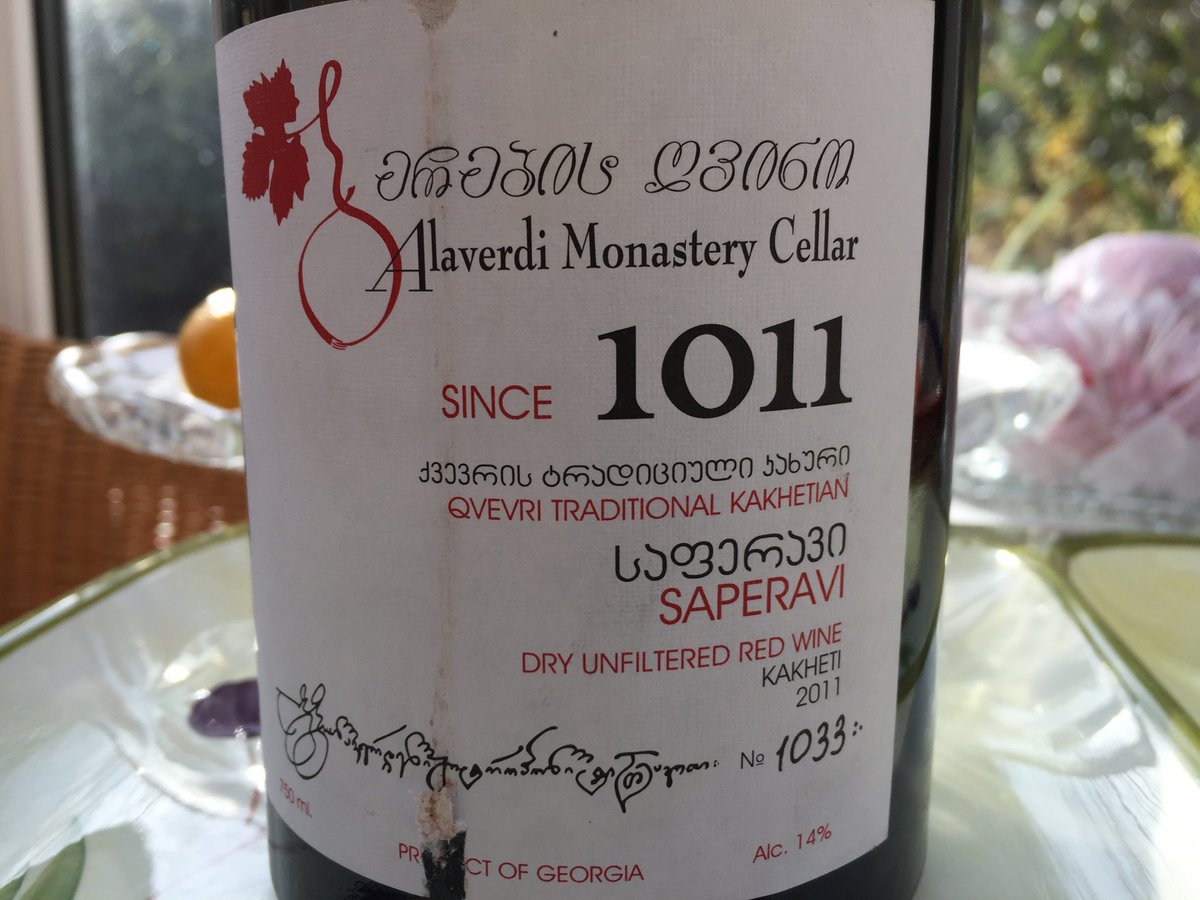 ბერების ღვინო
Alaverdi Monastery Cellar
SINCE 1011
ქვევრის ტრადიციული კახური
QVEVRI TRADITIONAL KAKHETIAN
საფერავი
SAPERAVI
DRY UNFILTERED RED WINE
KAKHETI
2011
№ 1033
750 ml.
PRODUCT OF GEORGIA
Alc. 14%